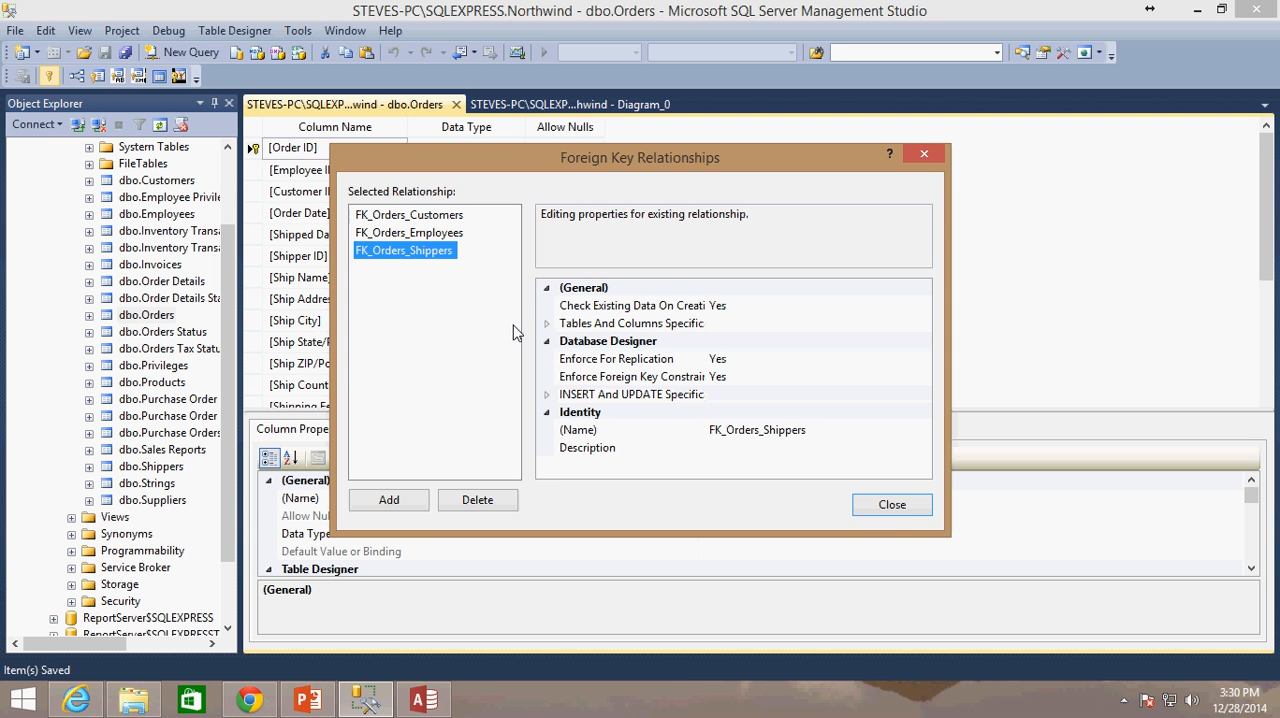 STEVES-PC\SQLEXPRESS.Northwind - dbo.Orders - Microsoft SQL Server Management Studio
File Edit View Project Debug Table Designer Tools Window Community Help
New Query
Object Explorer
STEVES-PC\SQLEXP...wind - dbo.Orders
STEVES-PC\SQLEXP...hwind - Diagram_0
Connect
Column Name Data Type Allow Nulls
System Tables
FileTables
dbo.Customers
dbo.Employee Privile
dbo.Employees
dbo.Inventory Transa
dbo.Inventory Transa
dbo.Invoices
dbo.Order Details
dbo.Order Details Sta
dbo.Orders
dbo.Orders Status
dbo.Orders Tax Statu
dbo.Privileges
dbo.Products
dbo.Purchase Order
dbo.Purchase Order
dbo.Purchase Orders
dbo.Sales Reports
dbo.Shippers
dbo.Strings
dbo.Suppliers
Views
Synonyms
Programmability
Service Broker
Storage
Security
ReportServer$SQLEXPRESS
ReportServer$SQLEXPRESST
[Order ID]
[Employee I
[Customer I
[Order Date]
[Shipped Da
[Shipper ID]
[Ship Name]
[Ship Addre
[Ship City]
[Ship State/
[Ship ZIP/Po
[Ship Count
[Shipping Fe
Foreign Key Relationships
?
Selected Relationship:
FK_Orders_Customers
FK_Orders_Employees
FK_Orders_Shippers
Add
Delete
Editing properties for existing relationship.
(General)
Check Existing Data On Creati Yes
Tables And Columns Specific
Database Designer
Enforce For Replication Yes
Enforce Foreign Key Constrair Yes
INSERT And UPDATE Specific
Identity
(Name) FK_Orders_Shippers
Description
Close
Column Prope
(General)
(Name)
Allow Nul
Data Type
Default Value or Binding
Table Designer
(General)
Item(s) Saved
3:30 PM
12/28/2014